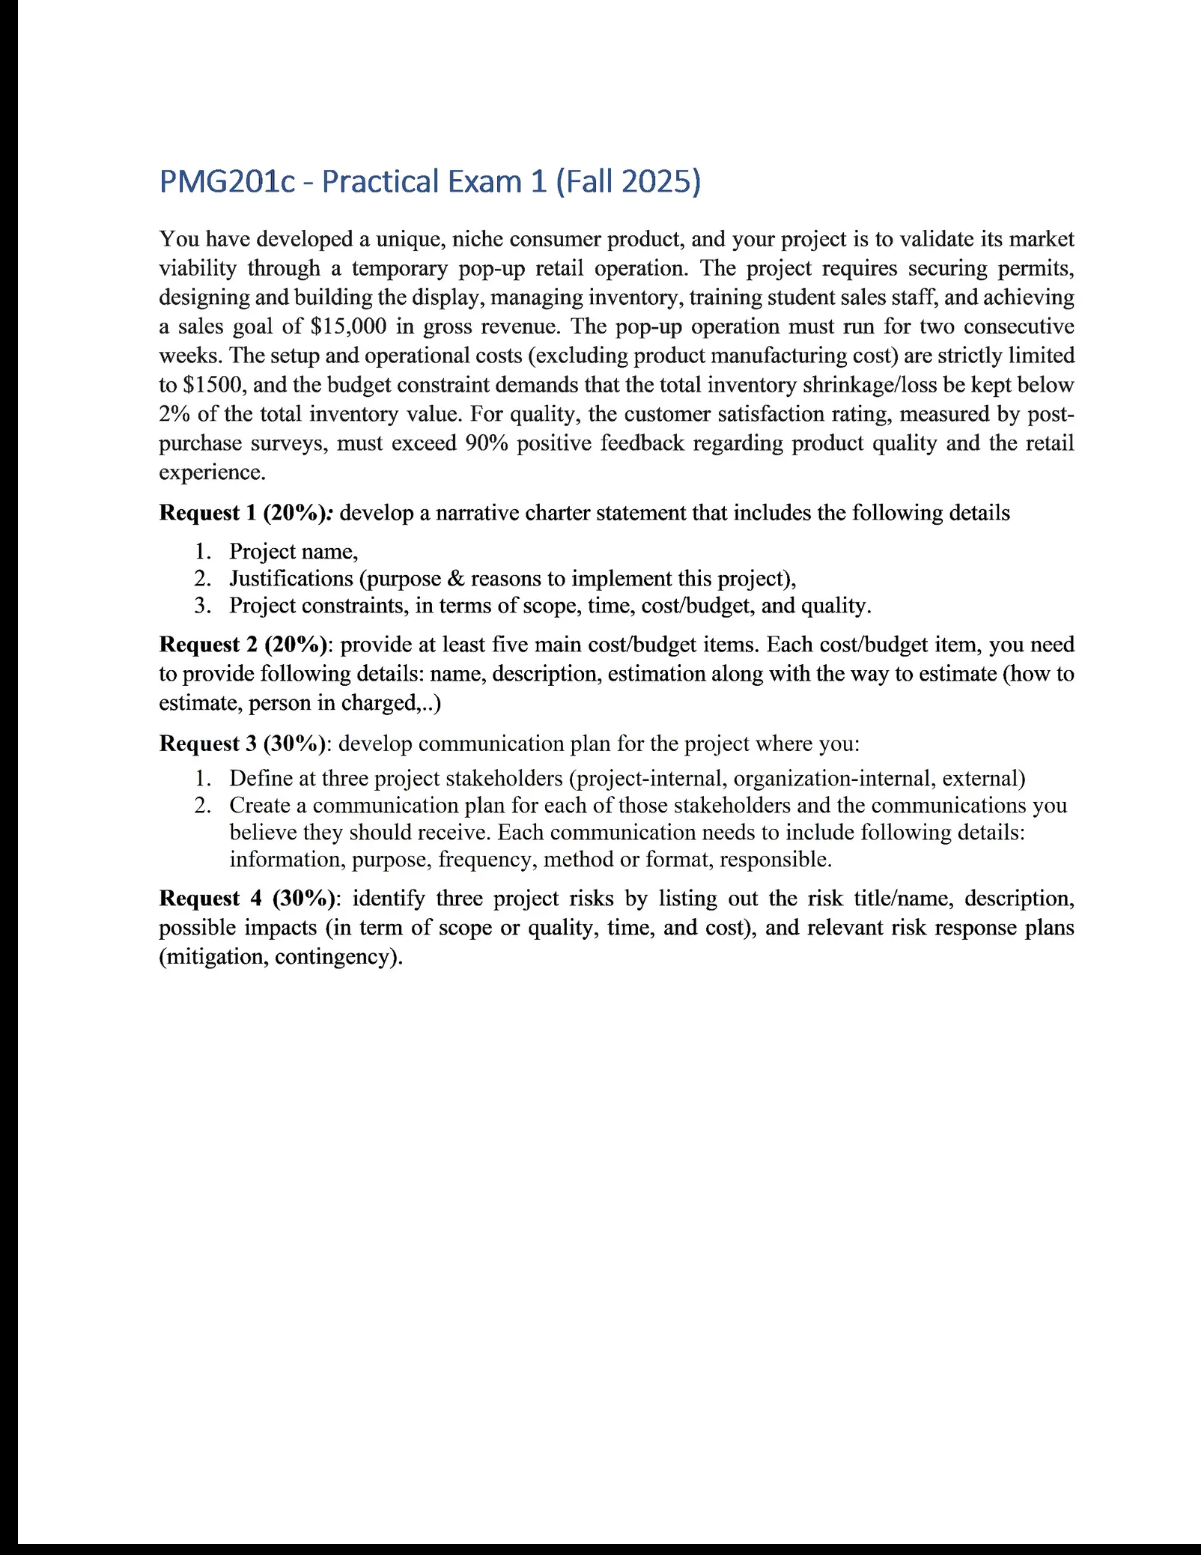 PMG201c - Practical Exam 1 (Fall 2025)
You have developed a unique, niche consumer product, and your project is to validate its market
viability through a temporary pop-up retail operation. The project requires securing permits,
designing and building the display, managing inventory, training student sales staff, and achieving
a sales goal of $15,000 in gross revenue. The pop-up operation must run for two consecutive
weeks. The setup and operational costs (excluding product manufacturing cost) are strictly limited
to $1500, and the budget constraint demands that the total inventory shrinkage/loss be kept below
2% of the total inventory value. For quality, the customer satisfaction rating, measured by post-
purchase surveys, must exceed 90% positive feedback regarding product quality and the retail
experience.
Request 1 (20%): develop a narrative charter statement that includes the following details
1. Project name,
2. Justifications (purpose & reasons to implement this project),
3. Project constraints, in terms of scope, time, cost/budget, and quality.
Request 2 (20%): provide at least five main cost/budget items. Each cost/budget item, you need
to provide following details: name, description, estimation along with the way to estimate (how to
estimate, person in charged,..)
Request 3 (30%): develop communication plan for the project where you:
1. Define at three project stakeholders (project-internal, organization-internal, external)
2. Create a communication plan for each of those stakeholders and the communications you
believe they should receive. Each communication needs to include following details:
information, purpose, frequency, method or format, responsible.
Request 4 (30%): identify three project risks by listing out the risk title/name, description,
possible impacts (in term of scope or quality, time, and cost), and relevant risk response plans
(mitigation, contingency).